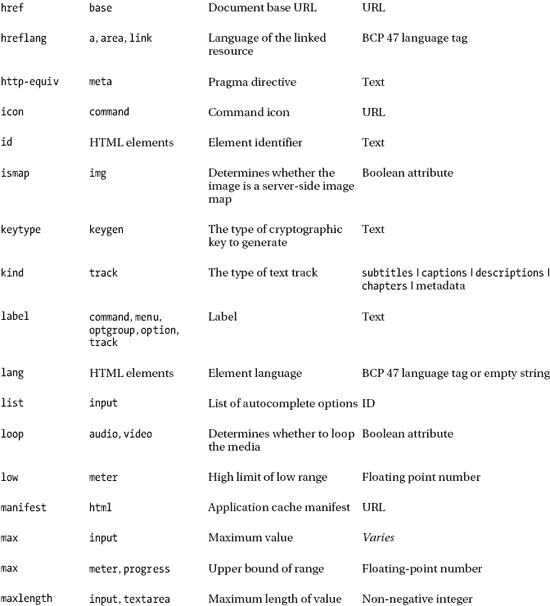 href base Document base URL URL
hreflang a, area, link Language of the linked BCP 47 language tag
resource
http-equiv meta Pragma directive Text
icon command Command icon URL
id HTML elements Element identifier Text
ismap img Determines whether the Boolean attribute
image is a server-side image
map
keytype keygen The type of cryptographic Text
key to generate
kind track The type of text track subtitles | captions | descriptions |
chapters | metadata
label command, menu, Label Text
optgroup, option,
track
lang HTML elements Element language BCP 47 language tag or empty string
list input List of autocomplete options ID
loop audio, video Determines whether to loop Boolean attribute
the media
low meter High limit of low range Floating point number
manifest html Application cache manifest URL
max input Maximum value Varies
max meter, progress Upper bound of range Floating-point number
maxlength input, textarea Maximum length of value Non-negative integer